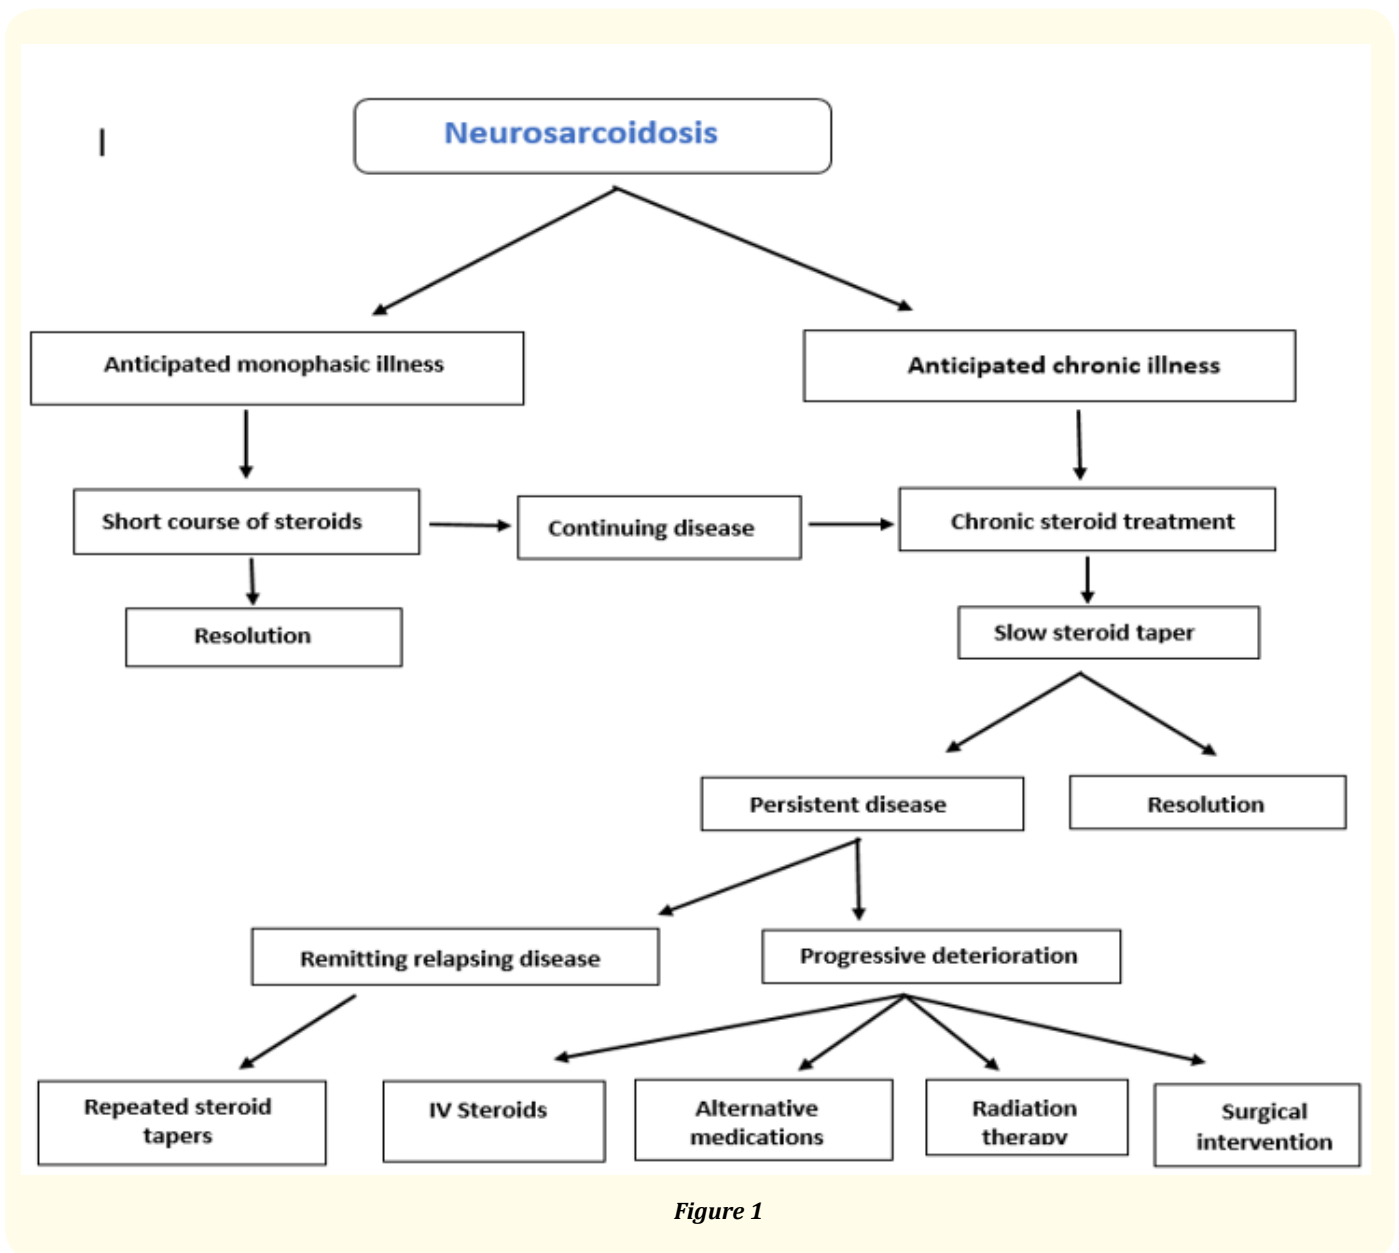 Neurosarcoidosis
Anticipated monophasic illness
Anticipated chronic illness
Short course of steroids
Continuing disease
Chronic steroid treatment
Resolution
Slow steroid taper
Persistent disease
Resolution
Remitting relapsing disease
Progressive deterioration
Repeated steroid
tapers
IV Steroids
Alternative
medications
Radiation
therapy
Surgical
intervention
Figure 1